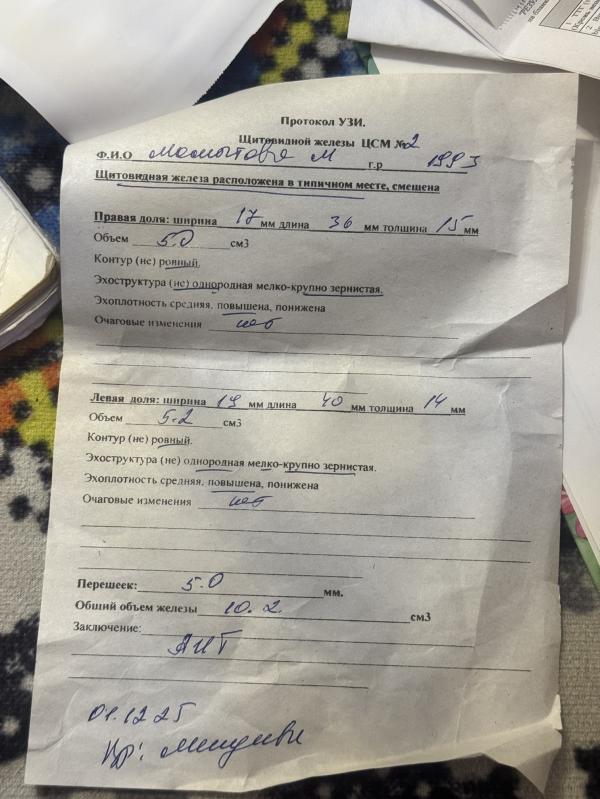 Протокол УЗИ.
Щитовидной железы ЦСМ №2
Ф.И.О М г.р 1993
Щитовидная железа расположена в типичном месте, смещена
Правая доля: ширина 17 мм длина 36 мм толщина 15 мм
Объем 5.0 см3
Контур (не) ровный.
Эхоструктура (не) однородная мелко-крупно зернистая.
Эхоплотность средняя, повышена, понижена
Очаговые изменения нет
Левая доля: ширина мм длина 40 мм толщина 14 мм
Объем 5.2 см3
Контур (не) ровный.
Эхоструктура (не) однородная мелко-крупно зернистая.
Эхоплотность средняя, повышена, понижена
Очаговые изменения нет
Перешеек: 5.0 мм.
Общий объем железы 10.2 см3
Заключение:
АИТ
01.12 25
Вр: